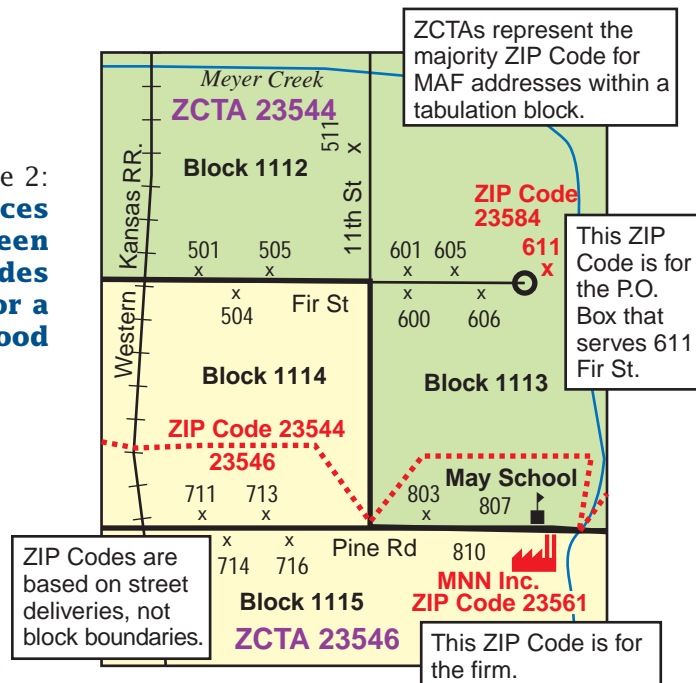 ZCTAs represent the
majority ZIP Code for
MAF addresses within a
tabulation block.
Meyer Creek
ZCTA 23544
511
x
Block 1112
Western Kansas RR.
11th St
e 2:
ces
een
des
or a
ood
ZIP Code
23584
611
x
This ZIP
Code is for
the P.O.
Box that
serves 611
Fir St.
501 505 601 605
x x x x
x x x
504 600 606
Fir St
Block 1114
Block 1113
ZIP Code 23544
23546
May School
711 713 803 807
x x x
x x
714 716
Pine Rd
810
ZIP Codes are
based on street
deliveries, not
block boundaries.
MNN Inc.
ZIP Code 23561
Block 1115
ZCTA 23546
This ZIP Code is for
the firm.